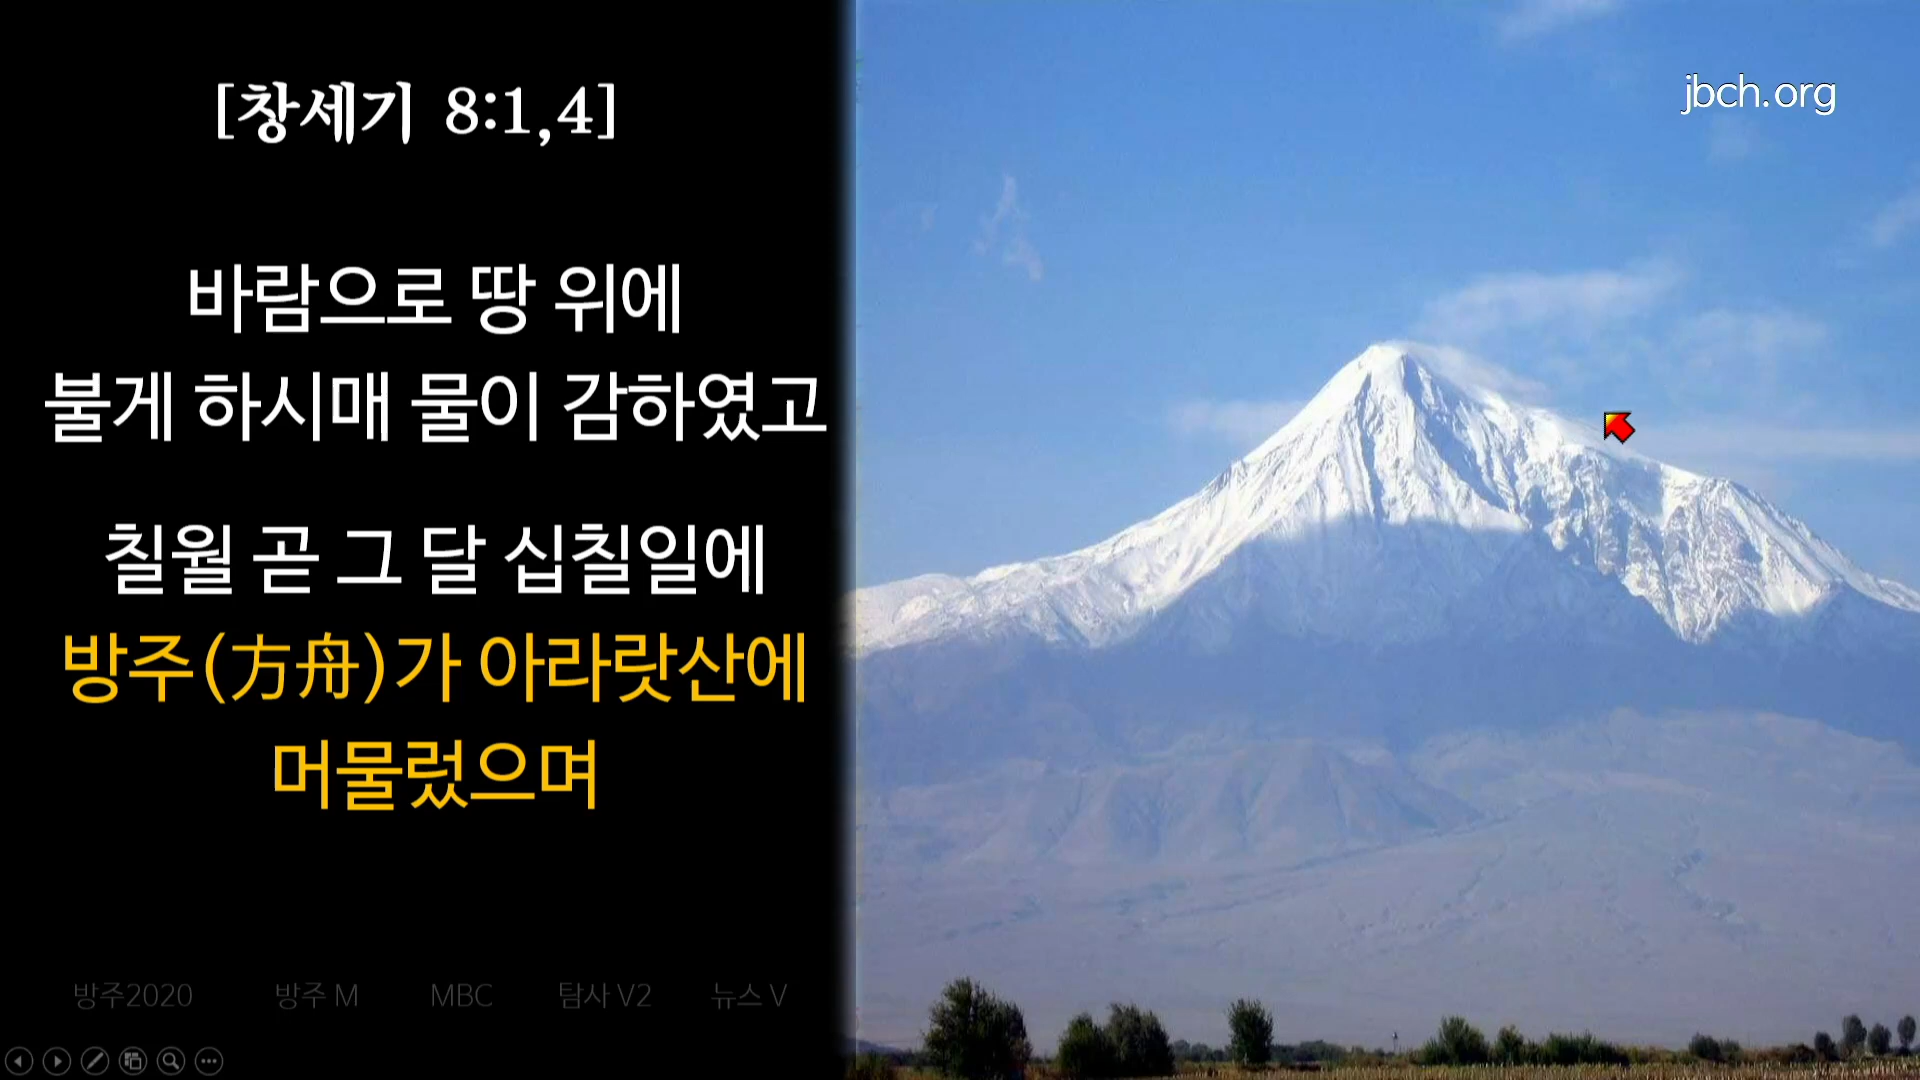 [창세기 8:1,4]
jbch.org
바람으로 땅 위에
불게 하시매 물이 감하였고
칠월 곧 그 달 십칠일에
방주(方舟)가 아라랏산에
머물렀으며
방주2020 방주 M MBC 탐사 V2 뉴스 V